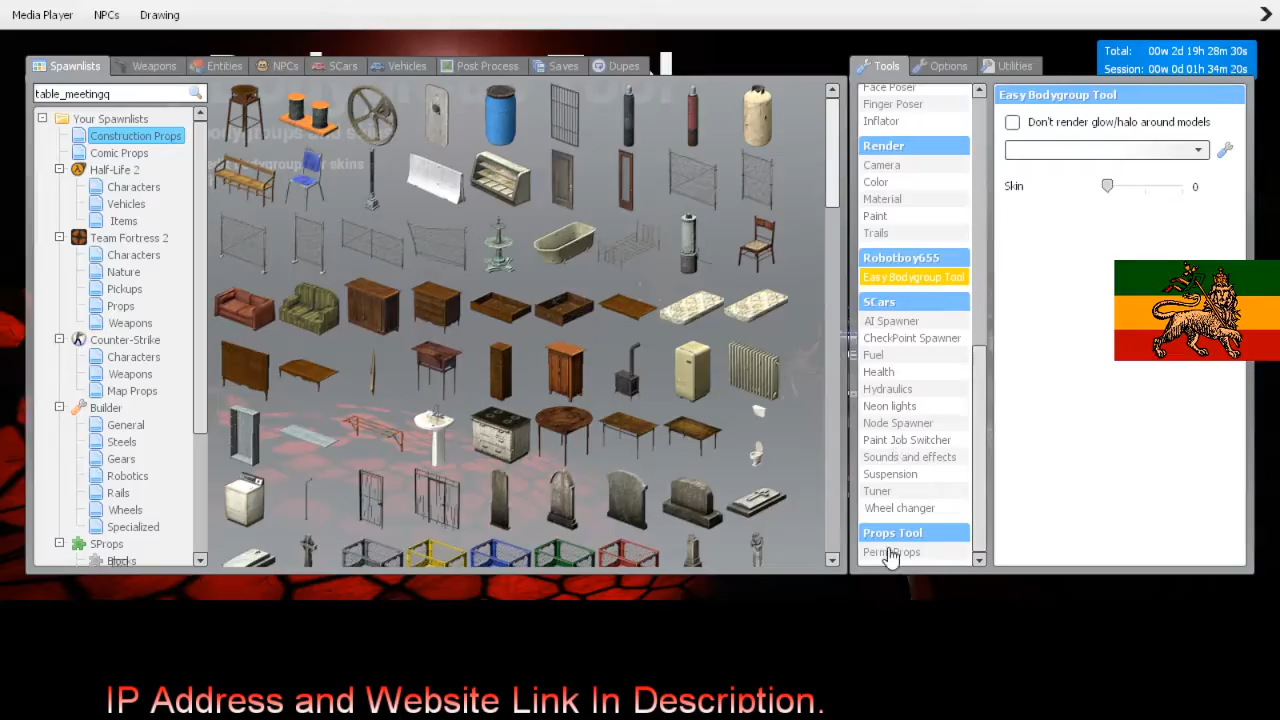 Media Player NPCs Drawing
Total: 00w 2d 19h 28m 30s
Session: 00w 0d 01h 34m 20s
Spawnlists Weapons Entities NPCs SCars Vehicles Post Process Saves Dupes
table_meetingq
Your Spawnlists
Construction Props
Comic Props
Half-Life 2
Characters
Vehicles
Items
Team Fortress 2
Characters
Nature
Pickups
Props
Weapons
Counter-Strike
Characters
Weapons
Map Props
Builder
General
Steels
Gears
Robotics
Rails
Wheels
Specialized
SProps
Blocks
Tools Options Utilities
Face Poser
Finger Poser
Inflator
Render
Camera
Color
Material
Paint
Trails
Robotboy655
Easy Bodygroup Tool
SCars
AI Spawner
CheckPoint Spawner
Fuel
Health
Hydraulics
Neon lights
Node Spawner
Paint Job Switcher
Sounds and effects
Suspension
Tuner
Wheel changer
Props Tool
PermaProps
Easy Bodygroup Tool
Don't render glow/halo around models
Skin 0
IP Address and Website Link In Description.